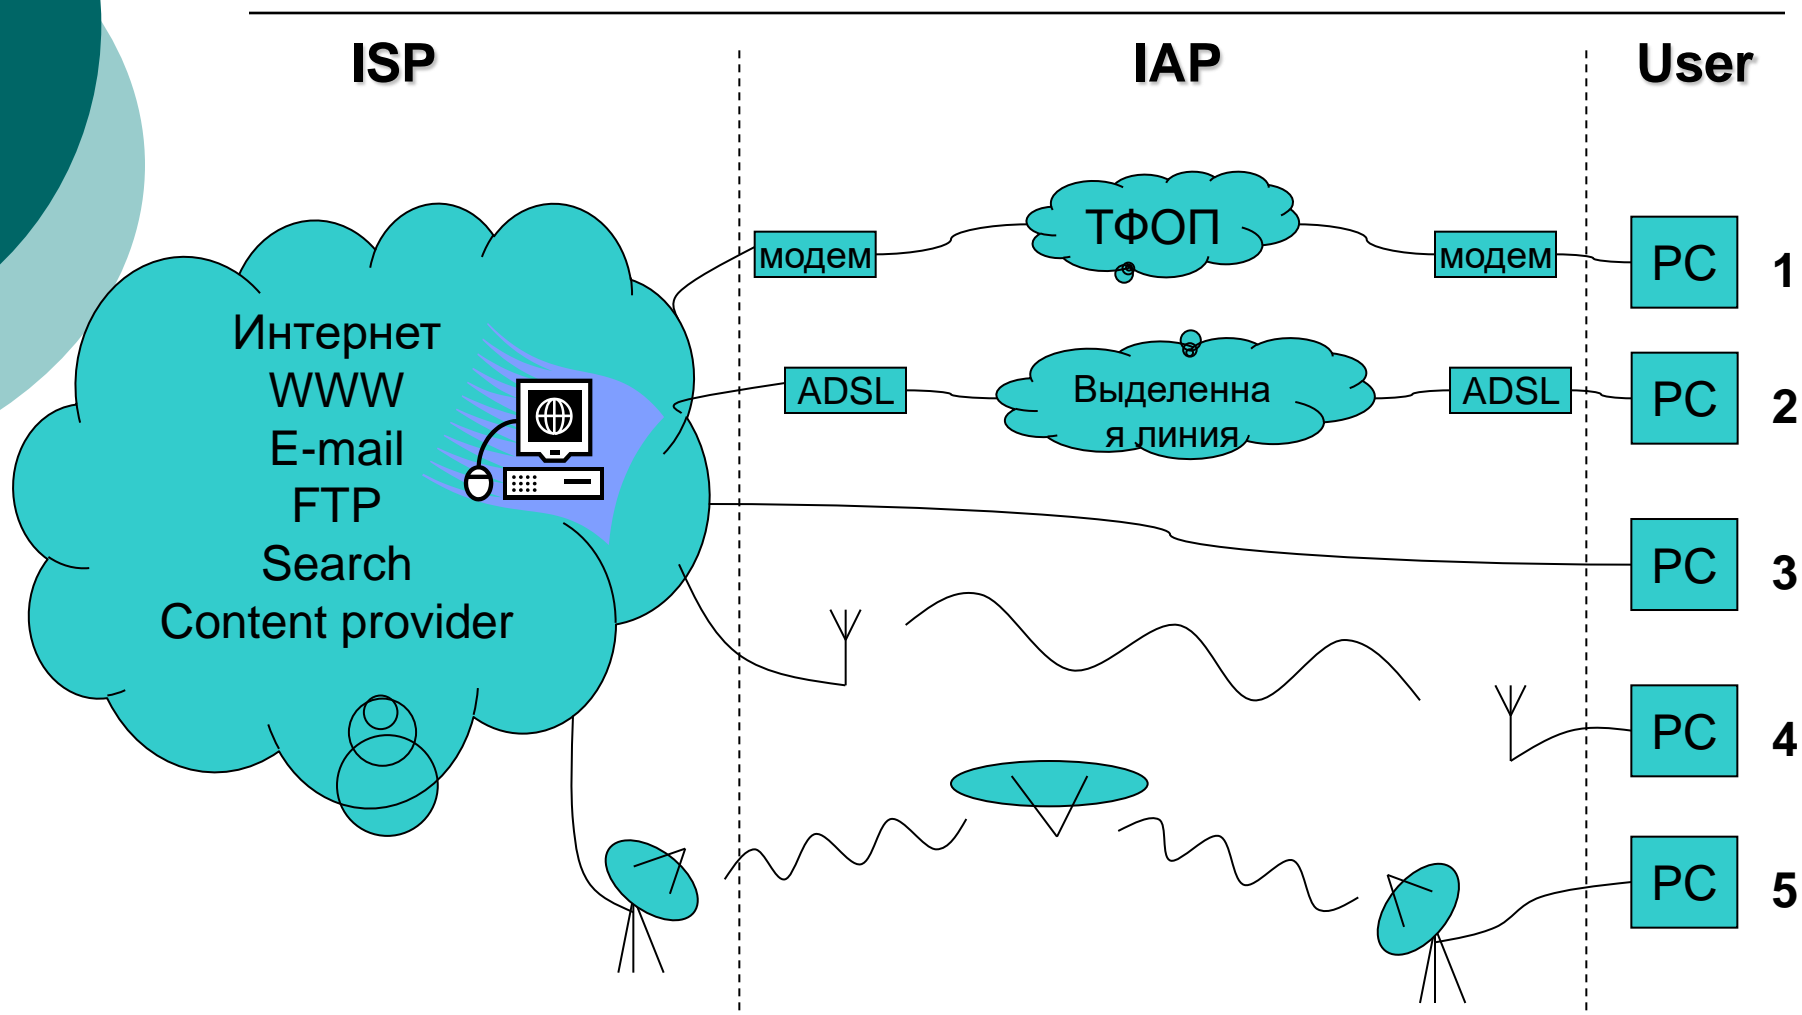 ISP
IAP
User
Интернет
WWW
E-mail
FTP
Search
Content provider
модем
ТФОП
модем
PC
1
ADSL
Выделенна
я линия
ADSL
PC
2
PC
3
PC
4
PC
5